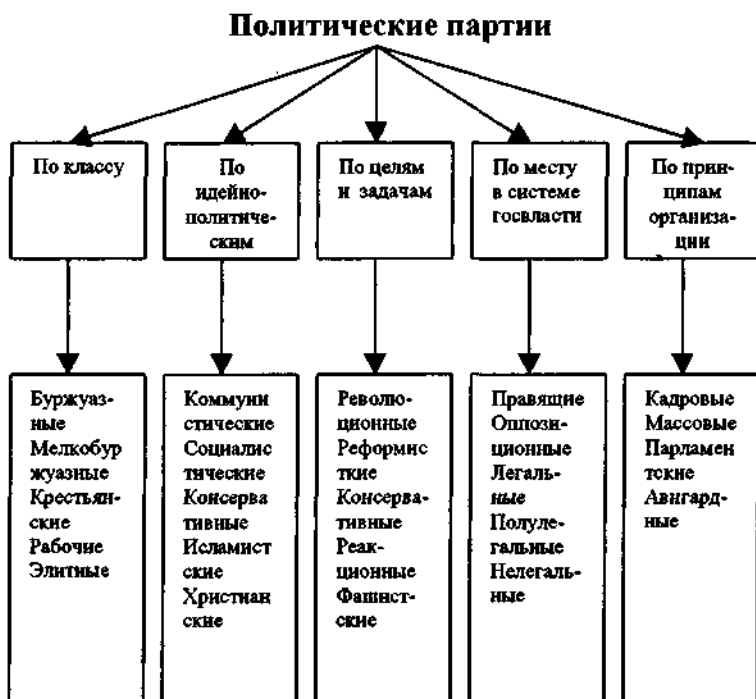 Политические партии
По классу
По
идейно-
политиче-
ским
По целям
и задачам
По месту
в системе
госвласти
По прин-
ципам
организа-
ции
Буржуаз-
ные
Мелкобур
жуазные
Крестьян-
ские
Рабочие
Элитные
Коммуни
стические
Социалис
тические
Консерва
тивные
Исламист
ские
Христиан
ские
Револю-
ционные
Реформис
ткие
Консерва-
тивные
Реак-
ционные
Фашист-
ские
Правящие
Оппози-
ционные
Легаль-
ные
Полуле-
гальные
Нелегаль-
ные
Кадровые
Массовые
Парламен
тские
Авнгард-
ные